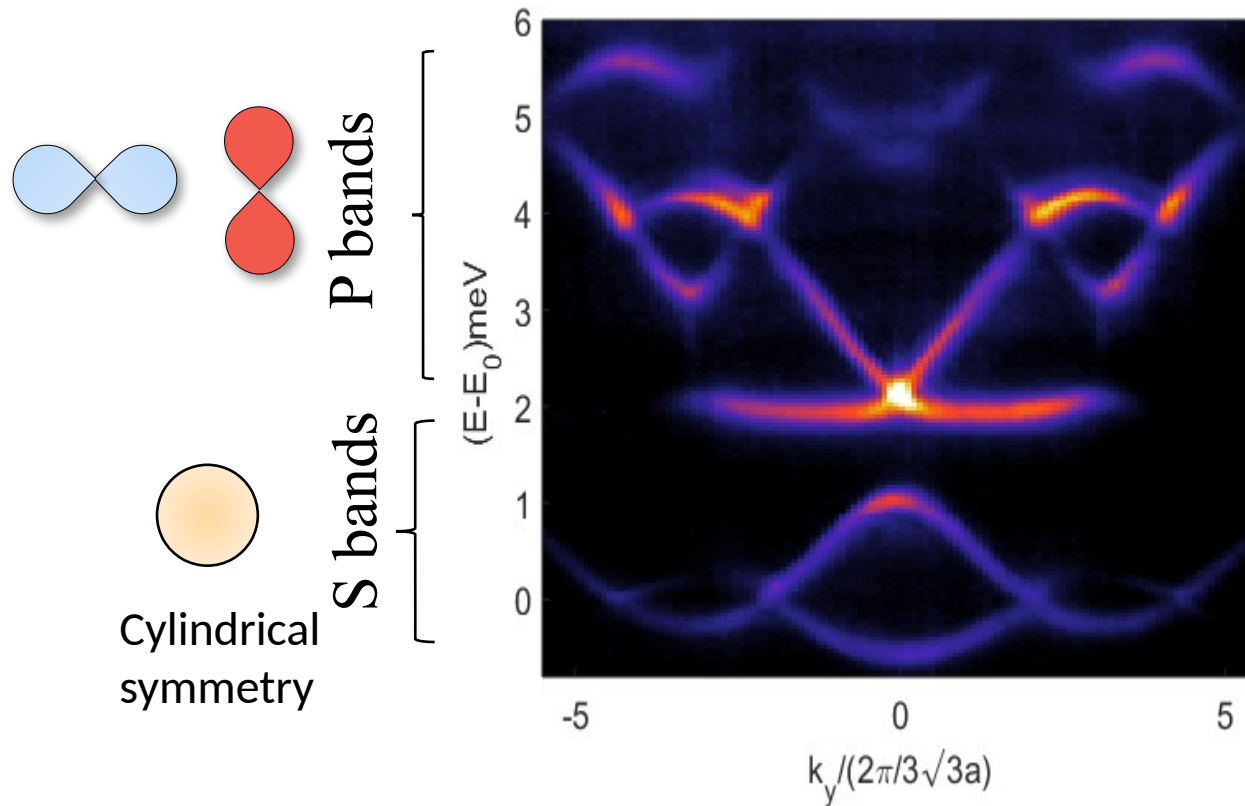 P bands
S bands
Cylindrical
symmetry
(E-E₀)meV
6
5
4
3
2
1
0
-5
0
5
k_y/(2π/3√3a)